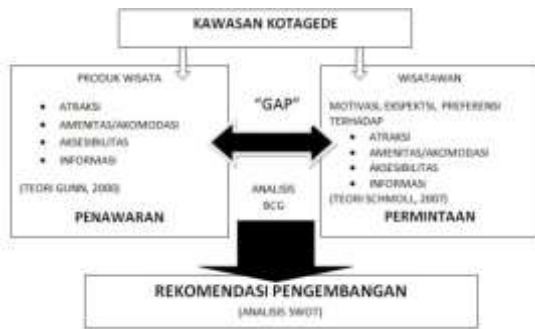 KAWASAN KOTAGEDE
PRODUK WISATA
• ATRAKSI
• AMENITAS/AKOMODASI
• AKSESIBILITAS
• INFORMASI
(TEORI GUNN, 2000)
PENAWARAN
"GAP"
ANALISIS
BCG
WISATAWAN
MOTIVASI, EKSPEKTSI, PREFERENSI
TERHADAP
• ATRAKSI
• AMENITAS/AKOMODASI
• AKSESIBILITAS
• INFORMASI
(TEORI SCHMOLL, 2007)
PERMINTAAN
REKOMENDASI PENGEMBANGAN
(ANALISIS SWOT)